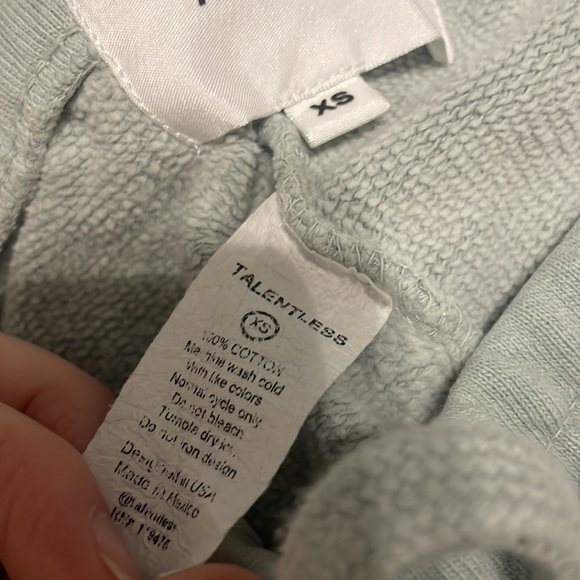 XS
TALENTLESS
XS
100% COTTON
Machine wash cold
With like colors
Normal cycle only
Do not bleach
Tumble dry low
Do not iron design
Designed in USA
Made in Mexico
@talentless